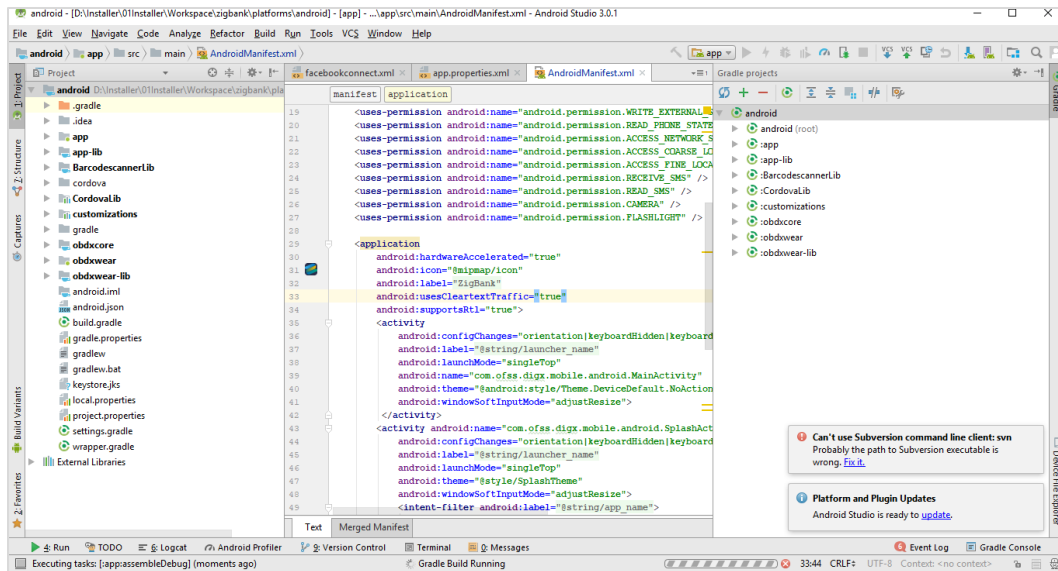 android - [D:\Installer\01Installer\Workspace\zigbank\platforms\android] - [app] - ...\app\src\main\AndroidManifest.xml - Android Studio 3.0.1
File Edit View Navigate Code Analyze Refactor Build Run Tools VCS Window Help
android app src main AndroidManifest.xml
app
Project
facebookconnect.xml
app.properties.xml
AndroidManifest.xml
Gradle projects
1: Project
7: Structure
Captures
Build Variants
2: Favorites
android D:\Installer\01Installer\Workspace\zigbank\pla
.gradle
.idea
app
app-lib
BarcodescannerLib
cordova
CordovaLib
customizations
gradle
obdxcore
obdxwear
obdxwear-lib
android.iml
android.json
build.gradle
gradle.properties
gradlew
gradlew.bat
keystore.jks
local.properties
project.properties
settings.gradle
wrapper.gradle
External Libraries
manifest application
19 <uses-permission android:name="android.permission.WRITE_EXTERNAL_
20 <uses-permission android:name="android.permission.READ_PHONE_STATE
21 <uses-permission android:name="android.permission.ACCESS_NETWORK_S
22 <uses-permission android:name="android.permission.ACCESS_COARSE_LO
23 <uses-permission android:name="android.permission.ACCESS_FINE_LOCA
24 <uses-permission android:name="android.permission.RECEIVE_SMS" />
25 <uses-permission android:name="android.permission.READ_SMS" />
26 <uses-permission android:name="android.permission.CAMERA" />
27 <uses-permission android:name="android.permission.FLASHLIGHT" />
28
29 <application
30 android:hardwareAccelerated="true"
31 android:icon="@mipmap/icon"
32 android:label="ZigBank"
33 android:usesCleartextTraffic="true"
34 android:supportsRtl="true">
35 <activity
36 android:configChanges="orientation|keyboardHidden|keyboard
37 android:label="@string/launcher_name"
38 android:launchMode="singleTop"
39 android:name="com.ofss.digx.mobile.android.MainActivity"
40 android:theme="@android:style/Theme.DeviceDefault.NoAction
41 android:windowSoftInputMode="adjustResize">
42 </activity>
43 <activity android:name="com.ofss.digx.mobile.android.SplashAct
44 android:configChanges="orientation|keyboardHidden|keyboard
45 android:label="@string/launcher_name"
46 android:launchMode="singleTop"
47 android:theme="@style/SplashTheme"
48 android:windowSoftInputMode="adjustResize">
49 <intent-filter android:label="@string/app_name">
Text Merged Manifest
android
android (root)
:app
:app-lib
:BarcodescannerLib
:CordovaLib
:customizations
:obdxcore
:obdxwear
:obdxwear-lib
Gradle
Device File Explorer
Can't use Subversion command line client: svn
Probably the path to Subversion executable is
wrong. Fix it.
Platform and Plugin Updates
Android Studio is ready to update.
4: Run TODO 6: Logcat Android Profiler 9: Version Control Terminal 0: Messages Event Log Gradle Console
Executing tasks: [:app:assembleDebug] (moments ago) Gradle Build Running 33:44 CRLF UTF-8 Context: <no context>